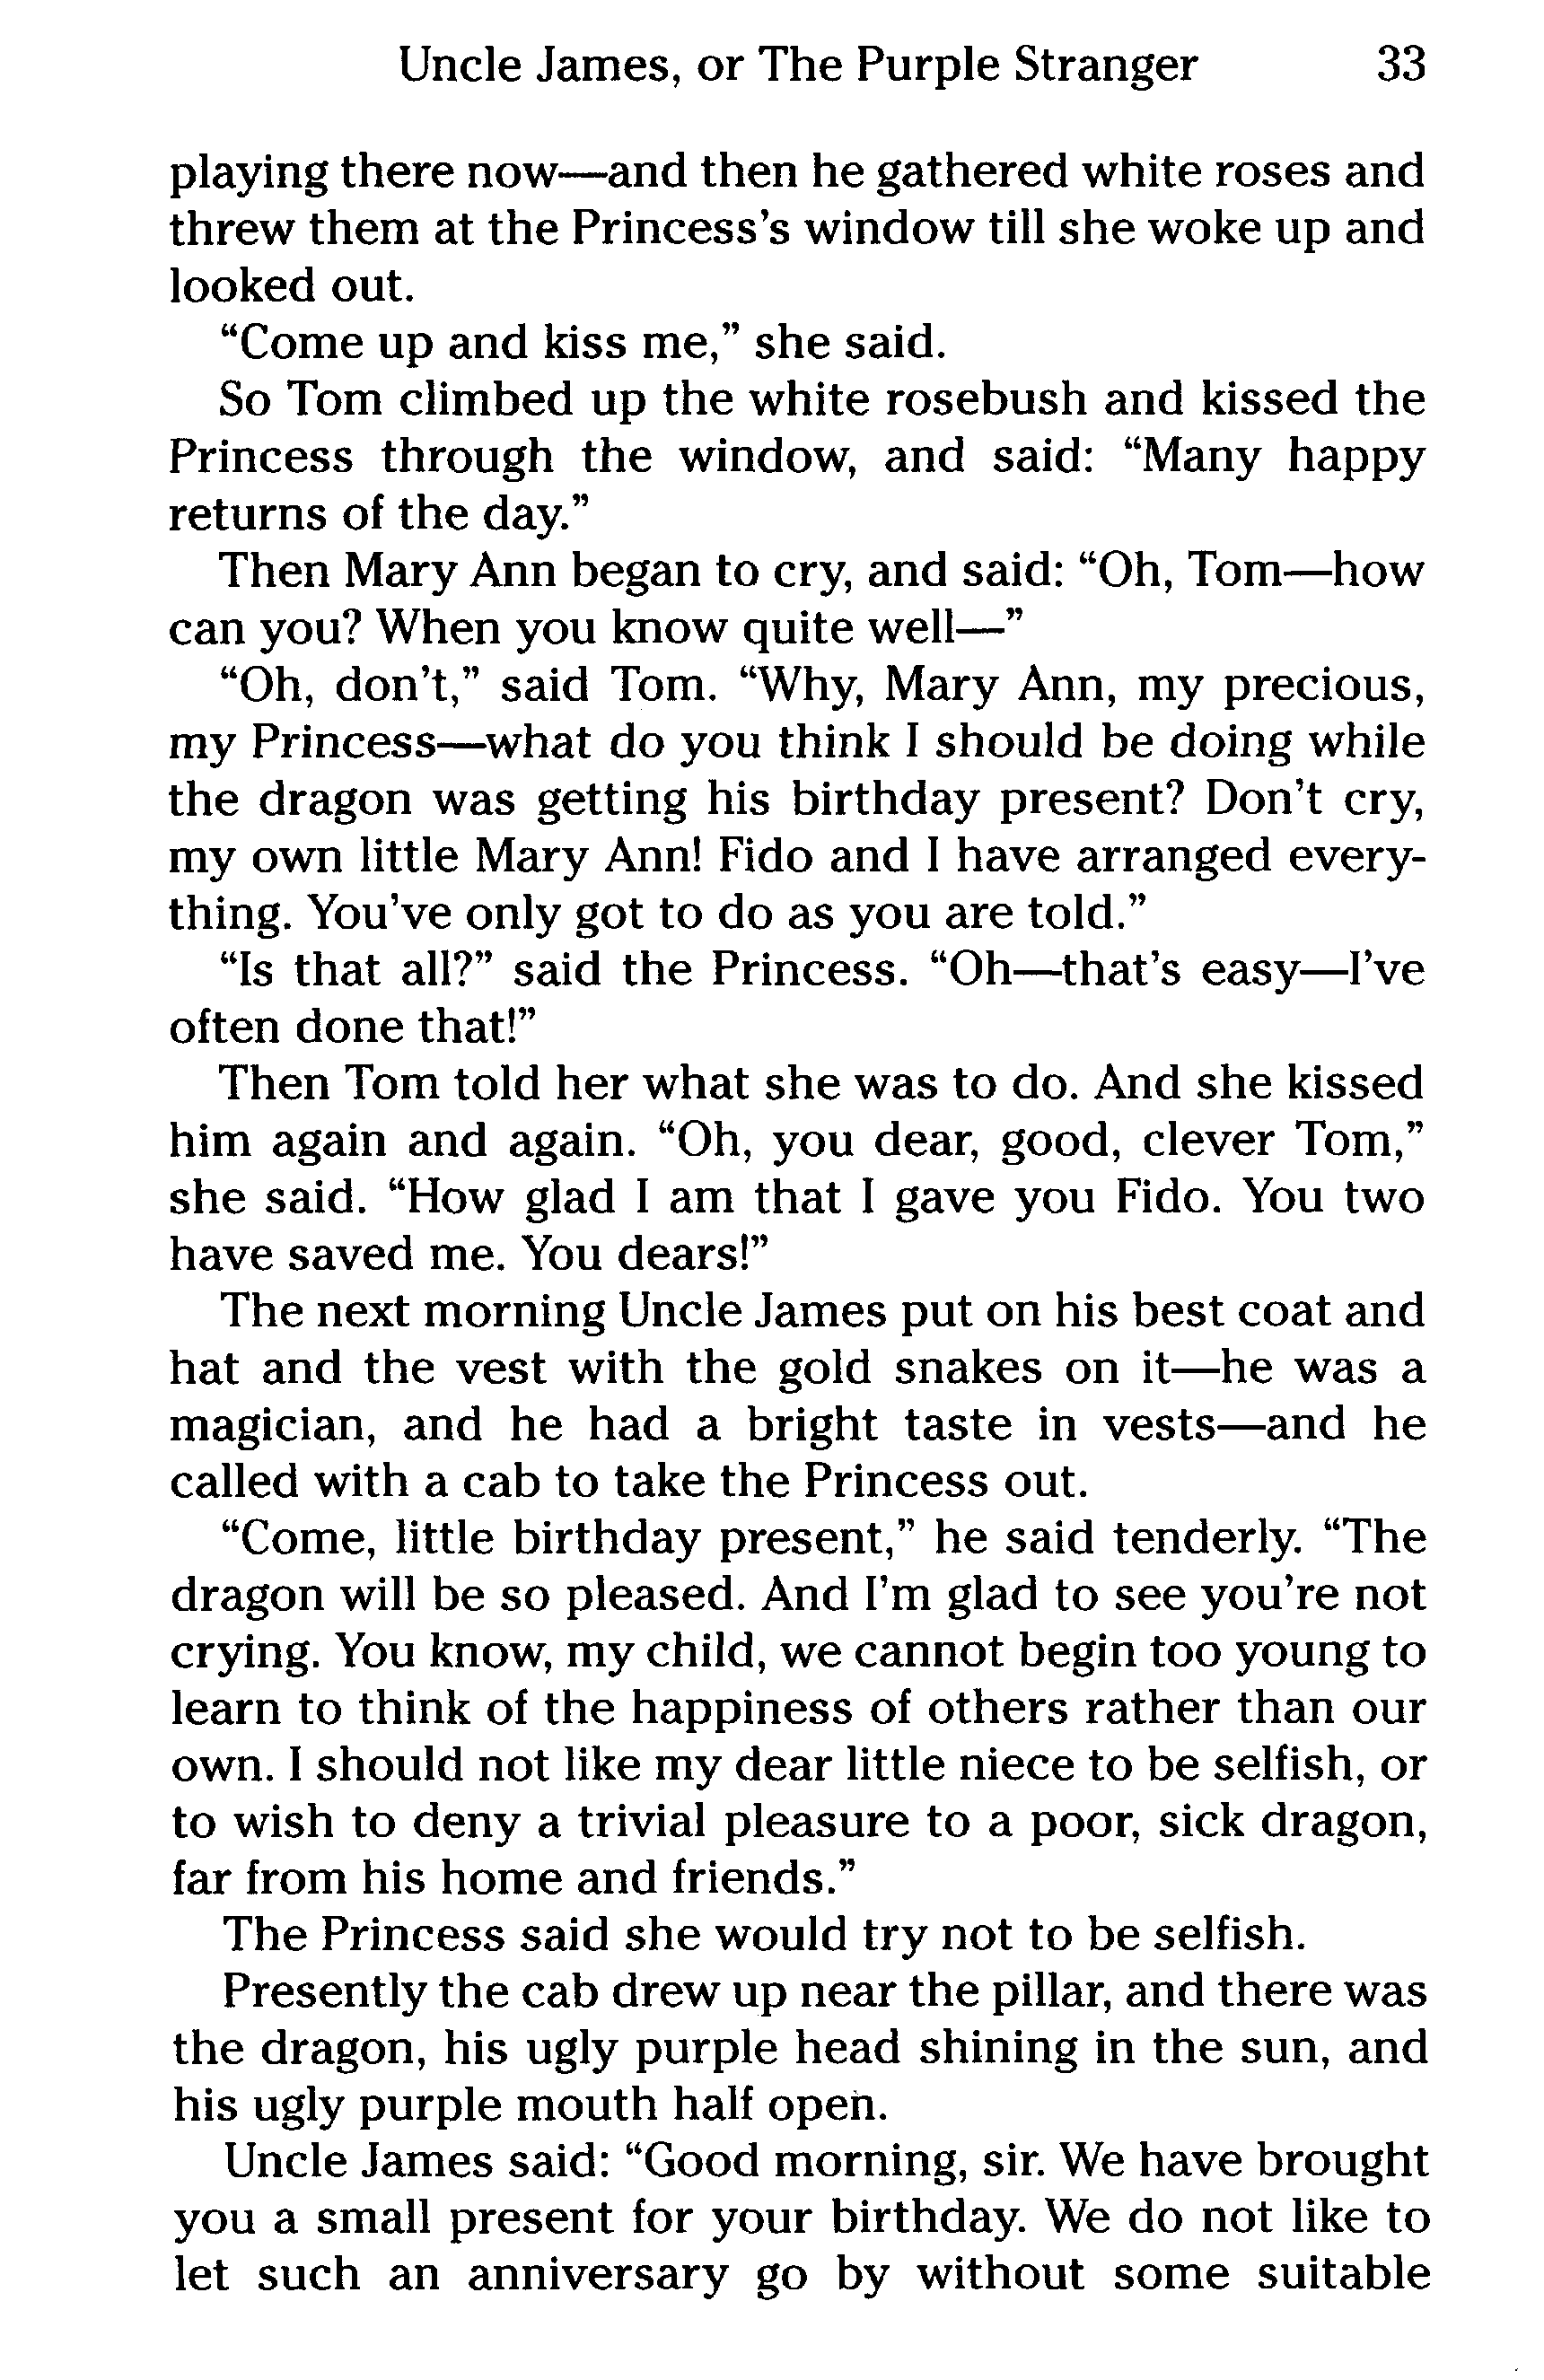 Uncle James, or The Purple Stranger 33
playing there now—and then he gathered white roses and
threw them at the Princess's window till she woke up and
looked out.
“Come up and kiss me,” she said.
So Tom climbed up the white rosebush and kissed the
Princess through the window, and said: “Many happy
returns of the day.”
Then Mary Ann began to cry, and said: “Oh, Tom—how
can you? When you know quite well—”
“Oh, don't,” said Tom. “Why, Mary Ann, my precious,
my Princess—what do you think I should be doing while
the dragon was getting his birthday present? Don't cry,
my own little Mary Ann! Fido and I have arranged every-
thing. You've only got to do as you are told.”
“Is that all?” said the Princess. “Oh—that's easy—I've
often done that!”
Then Tom told her what she was to do. And she kissed
him again and again. “Oh, you dear, good, clever Tom,”
she said. “How glad I am that I gave you Fido. You two
have saved me. You dears!”
The next morning Uncle James put on his best coat and
hat and the vest with the gold snakes on it—he was a
magician, and he had a bright taste in vests—and he
called with a cab to take the Princess out.
“Come, little birthday present,” he said tenderly. “The
dragon will be so pleased. And I'm glad to see you're not
crying. You know, my child, we cannot begin too young to
learn to think of the happiness of others rather than our
own. I should not like my dear little niece to be selfish, or
to wish to deny a trivial pleasure to a poor, sick dragon,
far from his home and friends.”
The Princess said she would try not to be selfish.
Presently the cab drew up near the pillar, and there was
the dragon, his ugly purple head shining in the sun, and
his ugly purple mouth half open.
Uncle James said: “Good morning, sir. We have brought
you a small present for your birthday. We do not like to
let such an anniversary go by without some suitable